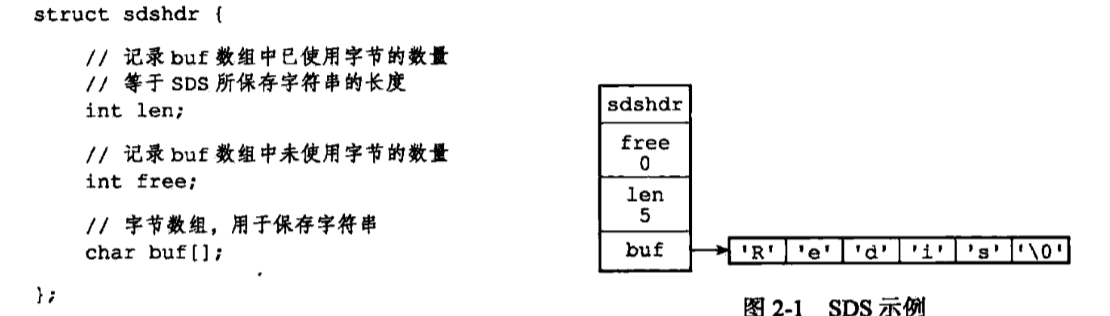 struct sdshdr {
// 记录 buf 数组中已使用字节的数量
// 等于 SDS 所保存字符串的长度
int len;
// 记录 buf 数组中未使用字节的数量
int free;
// 字节数组，用于保存字符串
char buf[];
};
sdshdr
free
0
len
5
buf
'R' 'e' 'd' 'i' 's' '\0'
图 2-1 SDS 示例